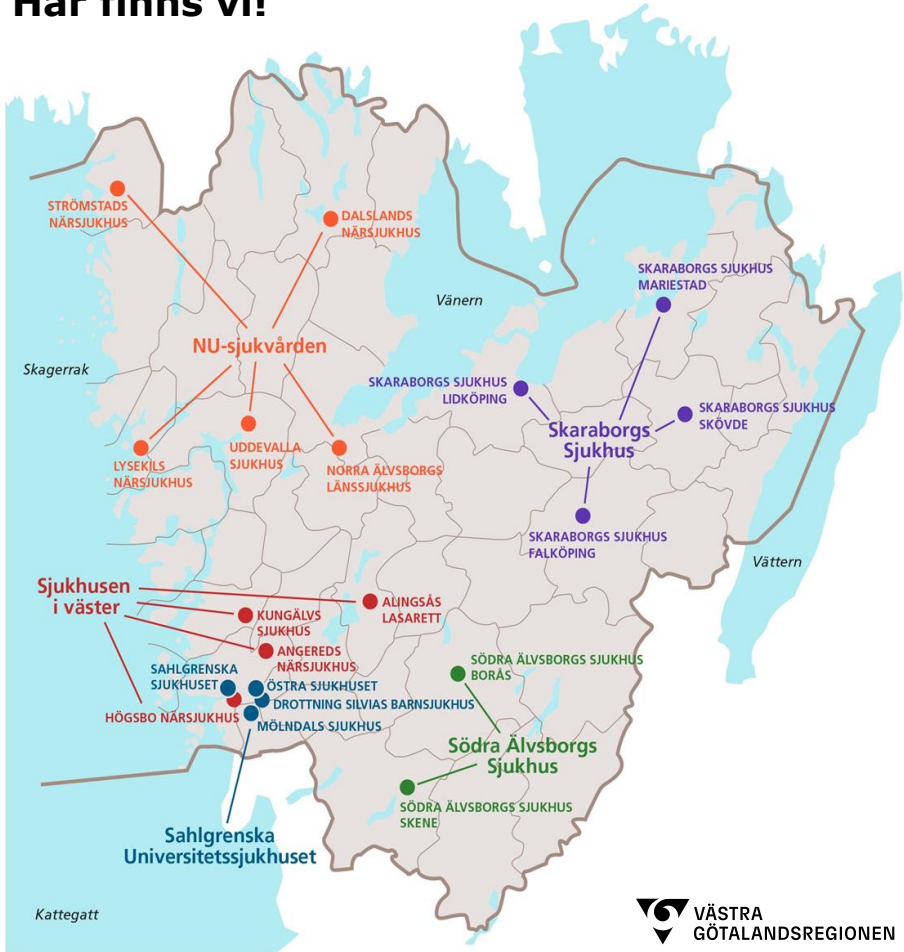 Här finns vi!
STRÖMSTADS
NÄRSJUKHUS
DALSLANDS
NÄRSJUKHUS
SKARABORGS SJUKHUS
MARIESTAD
Vänern
NU-sjukvården
Skagerrak
SKARABORGS SJUKHUS
LIDKÖPING
SKARABORGS SJUKHUS
SKÖVDE
Skaraborgs
Sjukhus
UDDEVALLA
SJUKHUS
LYSEKILS
NÄRSJUKHUS
NORRA ÄLVSBORGS
LÄNSSJUKHUS
SKARABORGS SJUKHUS
FALKÖPING
Vättern
Sjukhusen
i väster
ALINGSÅS
LASARETT
KUNGÄLVS
SJUKHUS
ANGEREDS
NÄRSJUKHUS
SAHLGRENSKA
SJUKHUSET
ÖSTRA SJUKHUSET
DROTTNING SILVIAS BARNSJUKHUS
HÖGSBO NÄRSJUKHUS
MÖLNDALS SJUKHUS
SÖDRA ÄLVSBORGS SJUKHUS
BORÅS
Södra Älvsborgs
Sjukhus
SÖDRA ÄLVSBORGS SJUKHUS
SKENE
Sahlgrenska
Universitetssjukhuset
Kattegatt
VÄSTRA
GÖTALANDSREGIONEN